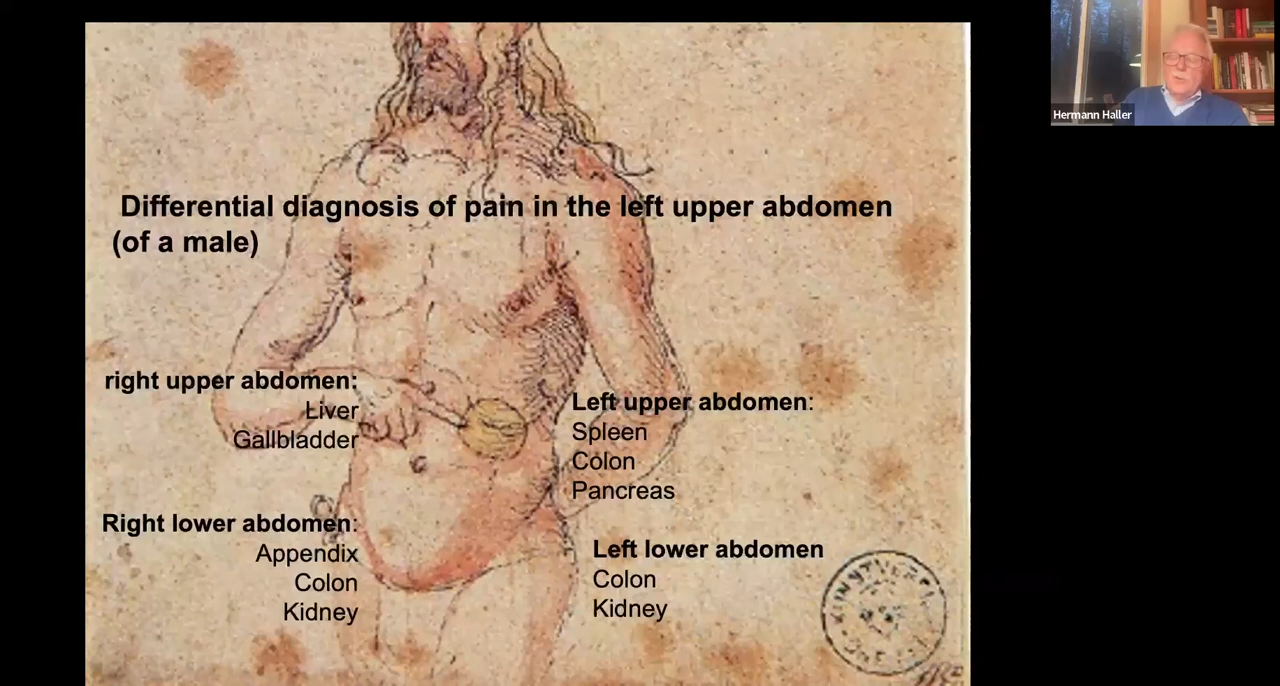 Differential diagnosis of pain in the left upper abdomen
(of a male)
right upper abdomen:
Liver
Gallbladder
Right lower abdomen:
Appendix
Colon
Kidney
Left upper abdomen:
Spleen
Colon
Pancreas
Left lower abdomen
Colon
Kidney
Hermann Haller